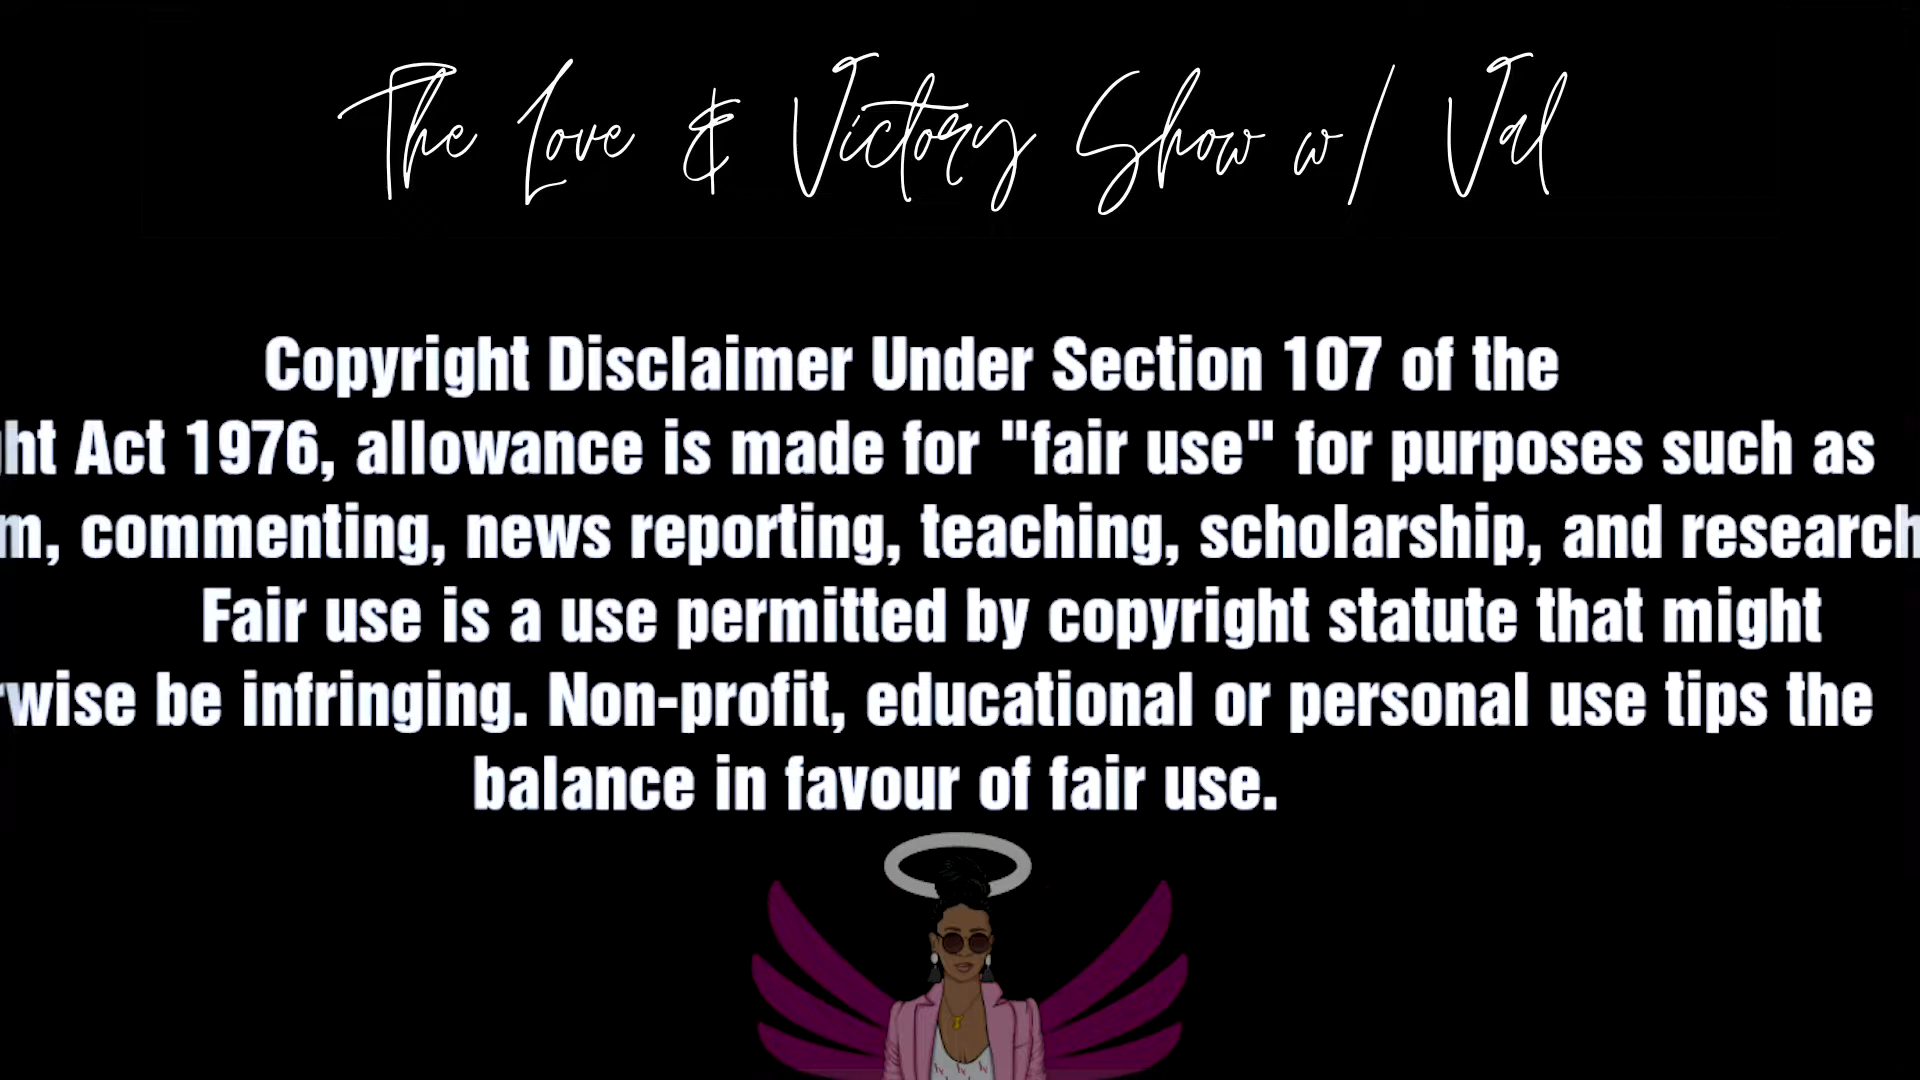 The Love & Victory Show w/ Val
Copyright Disclaimer Under Section 107 of the
ht Act 1976, allowance is made for "fair use" for purposes such as
m, commenting, news reporting, teaching, scholarship, and research
Fair use is a use permitted by copyright statute that might
rwise be infringing. Non-profit, educational or personal use tips the
balance in favour of fair use.